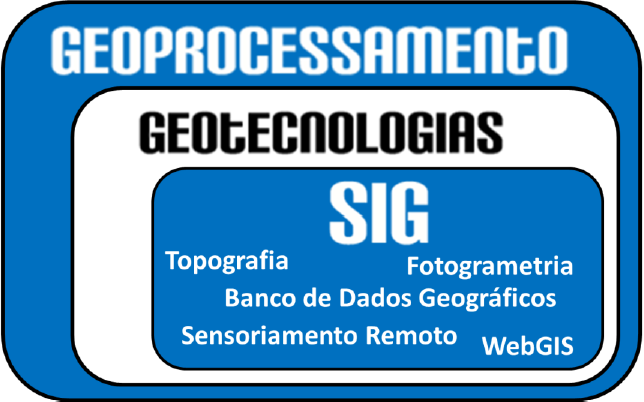 GEOPROCESSAMENTO
GEOTECNOLOGIAS
SIG
Topografia
Fotogrametria
Banco de Dados Geográficos
Sensoriamento Remoto
WebGIS